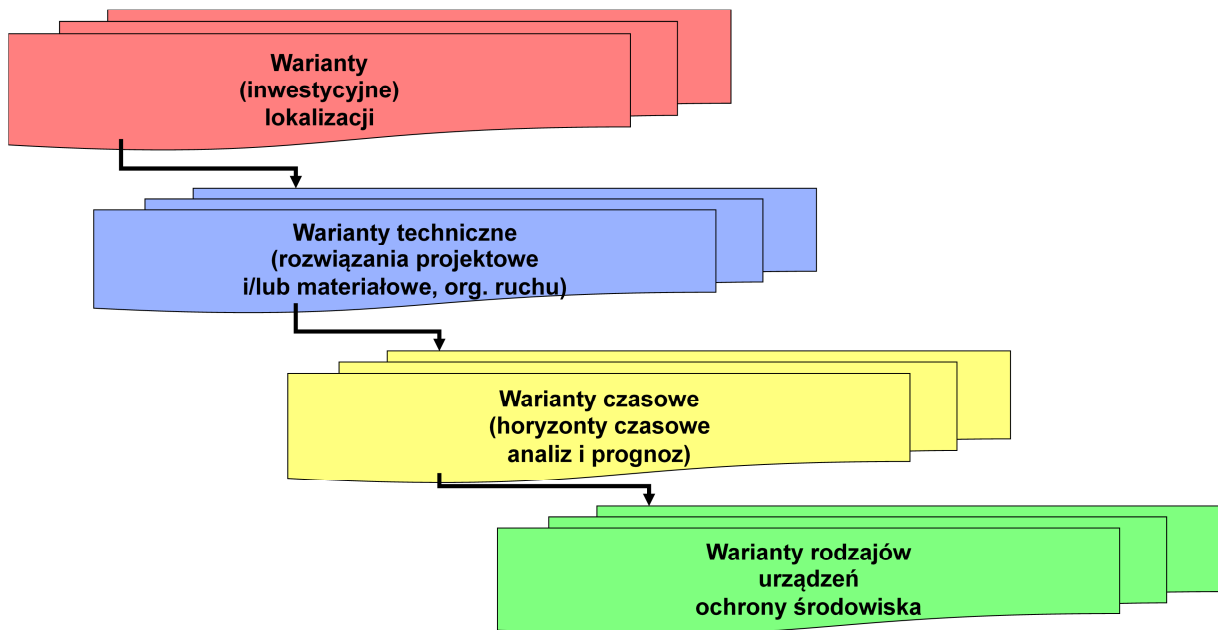 Warianty
(inwestycyjne)
lokalizacji
Warianty techniczne
(rozwiązania projektowe
i/lub materiałowe, org. ruchu)
Warianty czasowe
(horyzonty czasowe
analiz i prognoz)
Warianty rodzajów
urządzeń
ochrony środowiska